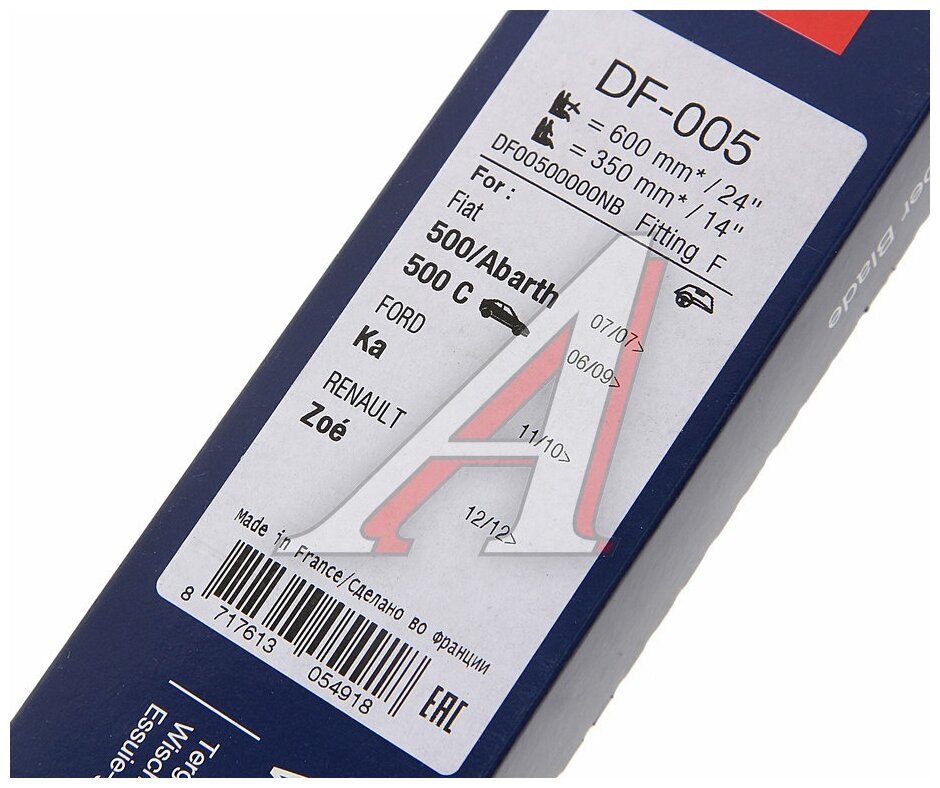 DF-005
= 600 mm*/24"
= 350 mm*/14"
DF00500000NB Fitting F
For :
Fiat
500/Abarth 07/07>
500 C 06/09>
FORD
Ka 11/10>
RENAULT
Zoé 12/12>
Made in France/Сделано во франции
8 717613 054918
EAC
Blade